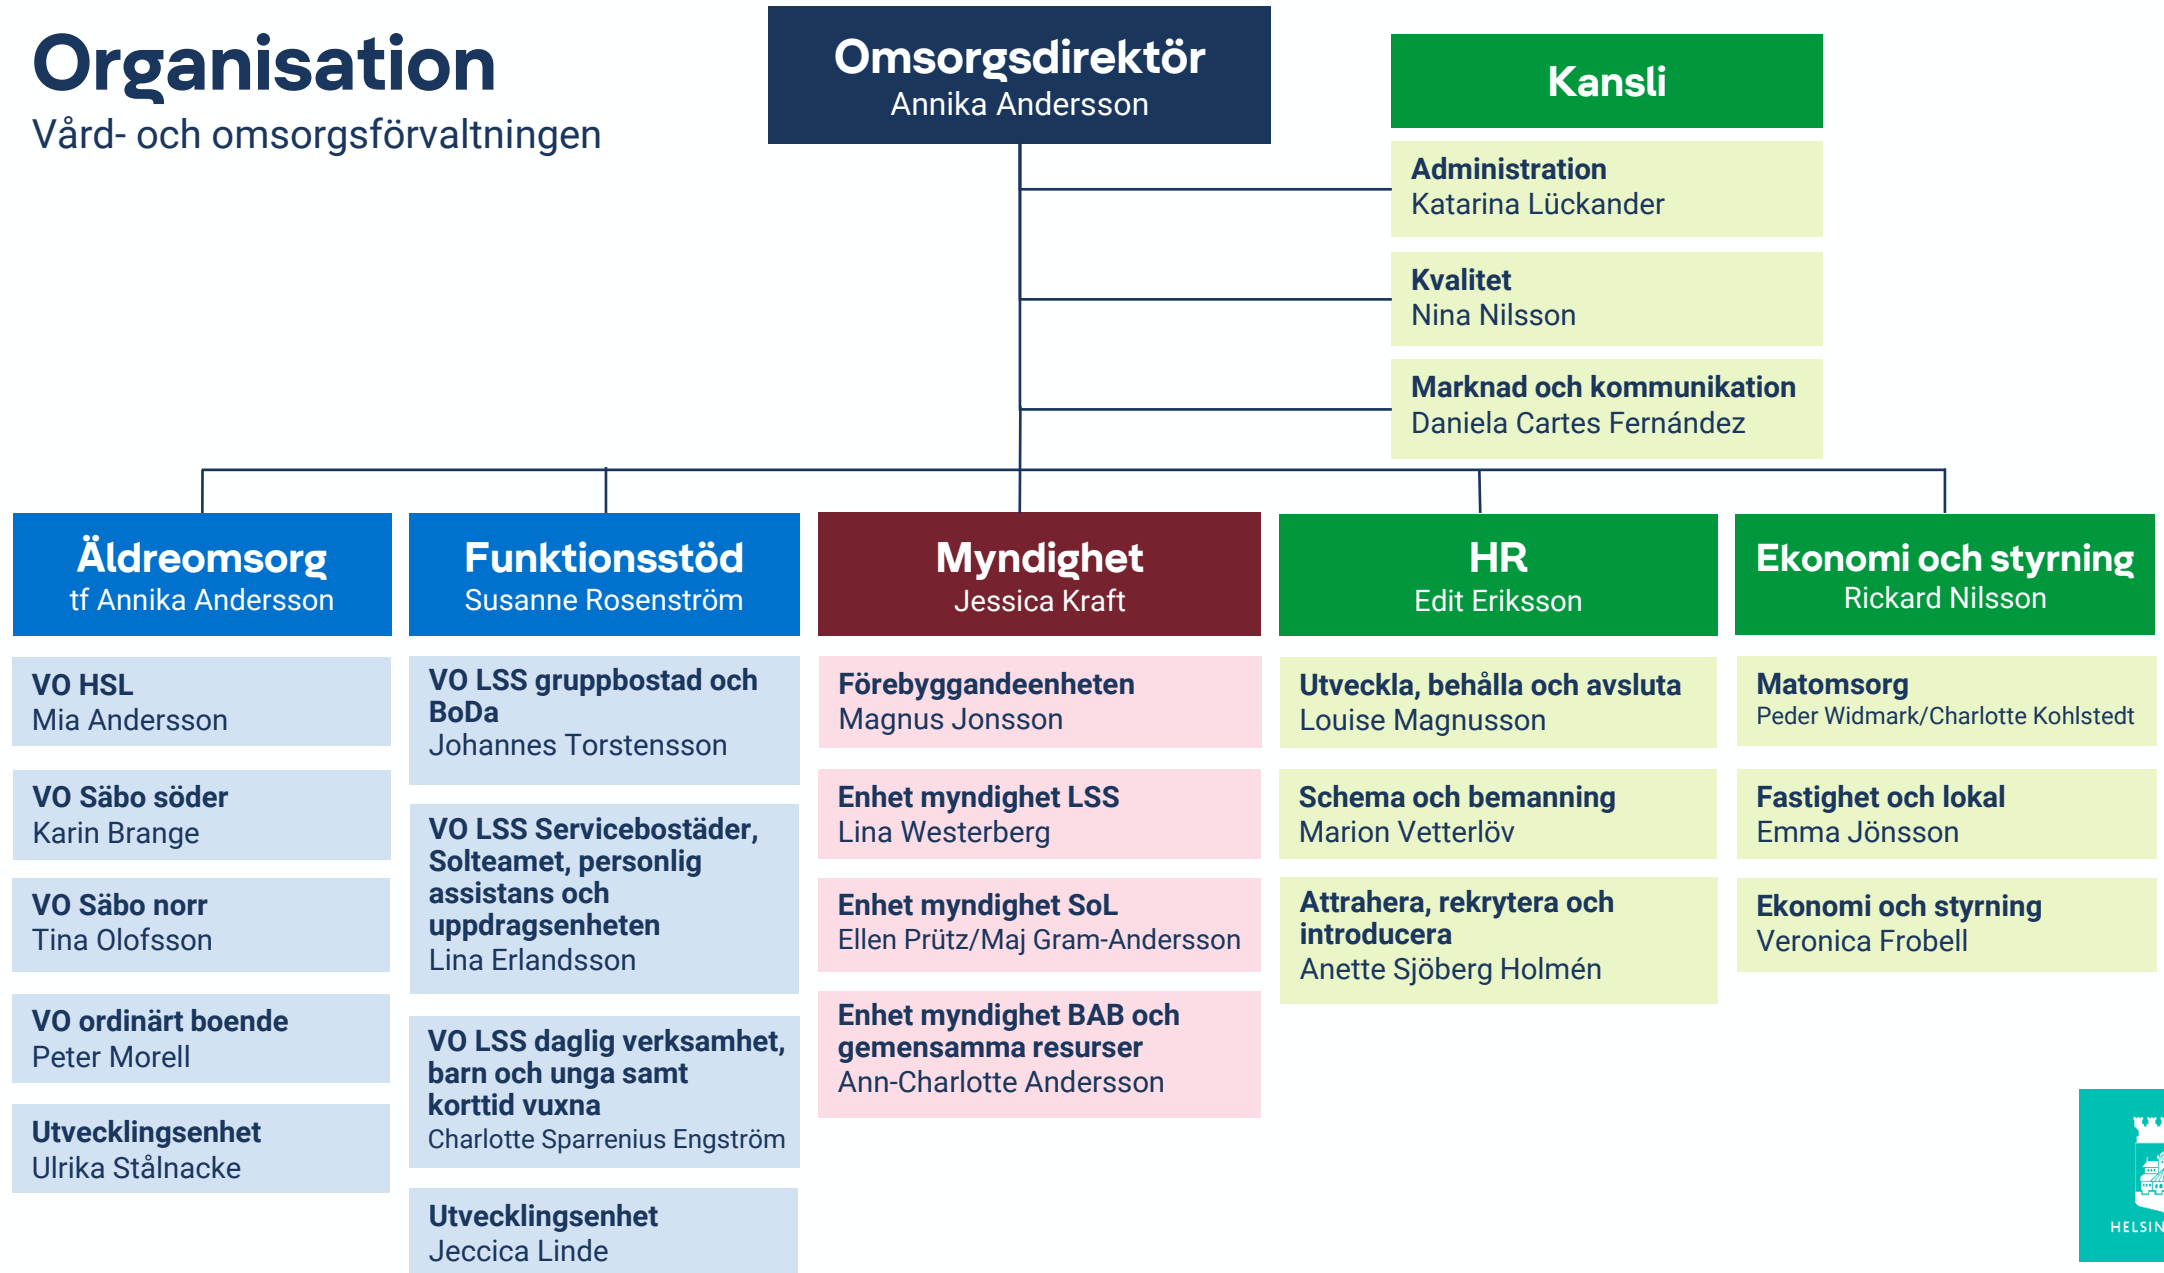 Organisation
Vård- och omsorgsförvaltningen
Omsorgsdirektör
Annika Andersson
Kansli
Administration
Katarina Lückander
Kvalitet
Nina Nilsson
Marknad och kommunikation
Daniela Cartes Fernández
Äldreomsorg
tf Annika Andersson
VO HSL
Mia Andersson
VO Säbo söder
Karin Brange
VO Säbo norr
Tina Olofsson
VO ordinärt boende
Peter Morell
Utvecklingsenhet
Ulrika Stålnacke
Funktionsstöd
Susanne Rosenström
VO LSS gruppbostad och
BoDa
Johannes Torstensson
VO LSS Servicebostäder,
Solteamet, personlig
assistans och
uppdragsenheten
Lina Erlandsson
VO LSS daglig verksamhet,
barn och unga samt
korttid vuxna
Charlotte Sparrenius Engström
Utvecklingsenhet
Jeccica Linde
Myndighet
Jessica Kraft
Förebyggandeenheten
Magnus Jonsson
Enhet myndighet LSS
Lina Westerberg
Enhet myndighet SoL
Ellen Prütz/Maj Gram-Andersson
Enhet myndighet BAB och
gemensamma resurser
Ann-Charlotte Andersson
HR
Edit Eriksson
Utveckla, behålla och avsluta
Louise Magnusson
Schema och bemanning
Marion Vetterlöv
Attrahera, rekrytera och
introducera
Anette Sjöberg Holmén
Ekonomi och styrning
Rickard Nilsson
Matomsorg
Peder Widmark/Charlotte Kohlstedt
Fastighet och lokal
Emma Jönsson
Ekonomi och styrning
Veronica Frobell